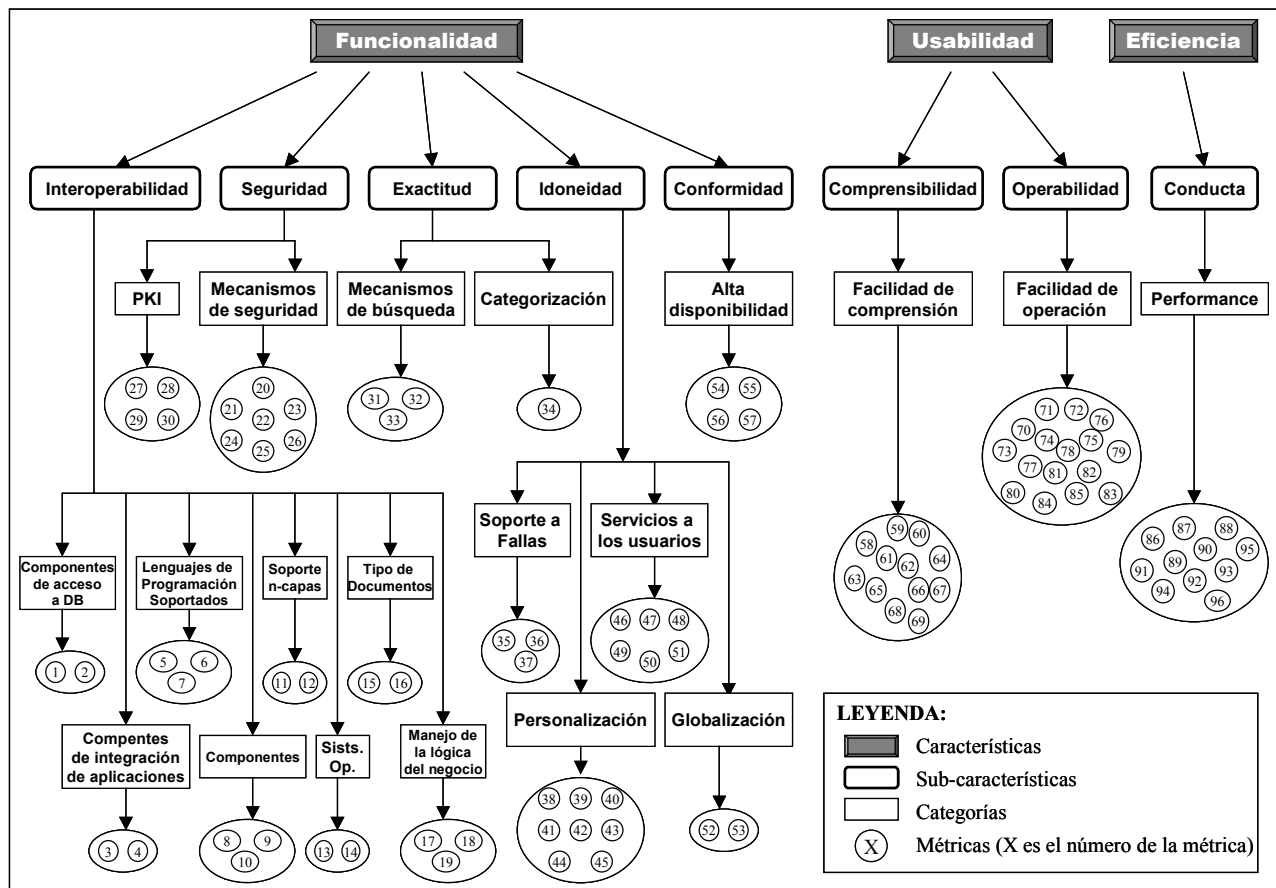 Funcionalidad
Usabilidad
Eficiencia
Interoperabilidad
Seguridad
Exactitud
Idoneidad
Conformidad
Comprensibilidad
Operabilidad
Conducta
PKI
Mecanismos
de seguridad
Mecanismos
de búsqueda
Categorización
Alta
disponibilidad
Facilidad de
comprensión
Facilidad de
operación
Performance
27 28
29 30
20
21 23
22
24 26
25
31 32
33
34
54 55
56 57
71 72
76
70
74 75
73 78 79
77 81 82
80 83
84 85
Soporte a
Fallas
Servicios a
los usuarios
59 60
58
61 62 64
63 65 66 67
68 69
86 87 88
90 95
89
91 92 93
94 96
Componentes
de acceso
a DB
Lenguajes de
Programación
Soportados
Soporte
n-capas
Tipo de
Documentos
1 2
5 6
7
11 12
15 16
35 36
37
46 47 48
49 50 51
Compentes
de integración
de aplicaciones
Componentes
Sists.
Op.
Manejo de
la lógica
del negocio
Personalización
Globalización
3 4
8 9
10
13 14
17 18
19
38 39 40
41 42 43
44 45
52 53
LEYENDA:
Características
Sub-características
Categorías
X Métricas (X es el número de la métrica)